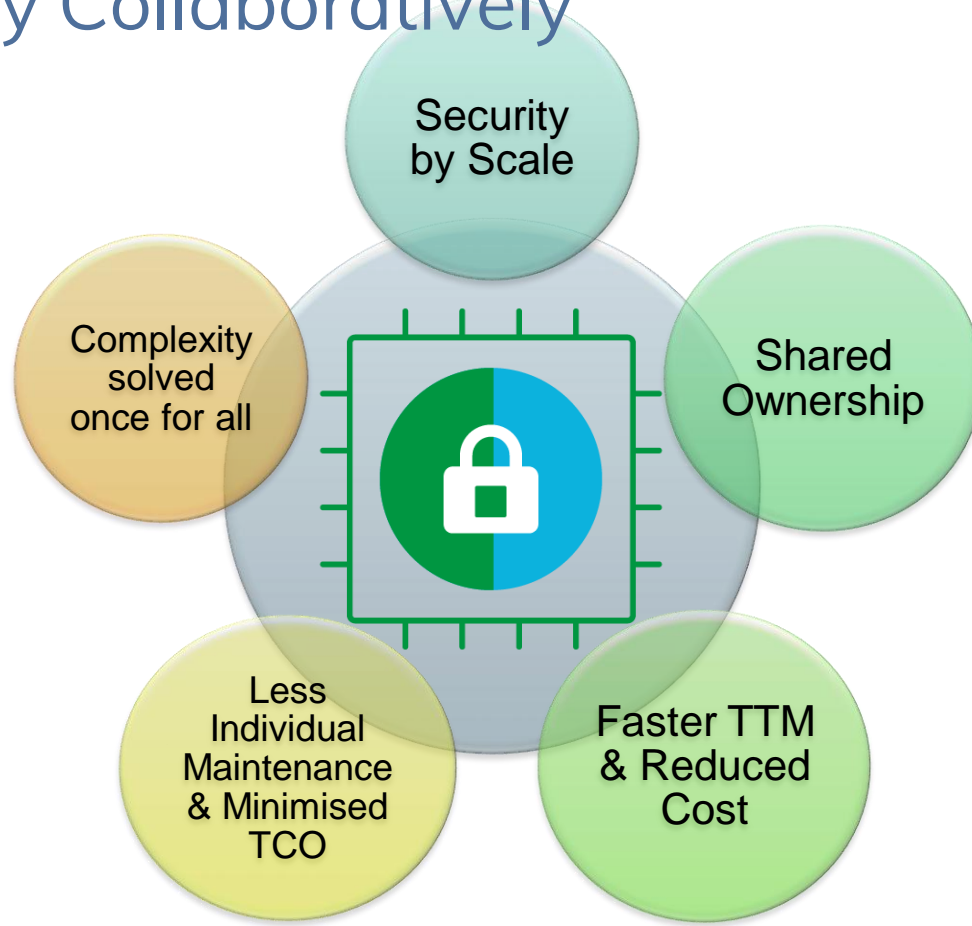 y Collaboratively
Security
by Scale
Complexity
solved
once for all
Shared
Ownership
Less
Individual
Maintenance
& Minimised
TCO
Faster TTM
& Reduced
Cost